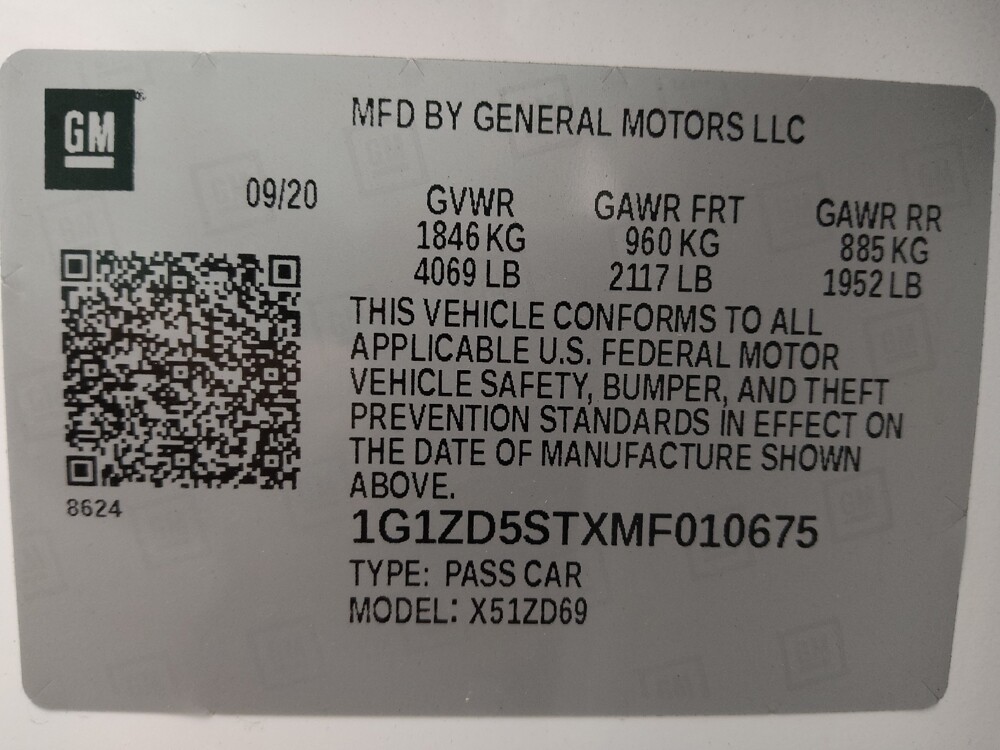 GM
MFD BY GENERAL MOTORS LLC
09/20
GVWR GAWR FRT GAWR RR
1846 KG 960 KG 885 KG
4069 LB 2117 LB 1952 LB
THIS VEHICLE CONFORMS TO ALL
APPLICABLE U.S. FEDERAL MOTOR
VEHICLE SAFETY, BUMPER, AND THEFT
PREVENTION STANDARDS IN EFFECT ON
THE DATE OF MANUFACTURE SHOWN
ABOVE.
8624
1G1ZD5STXMF010675
TYPE: PASS CAR
MODEL: X51ZD69